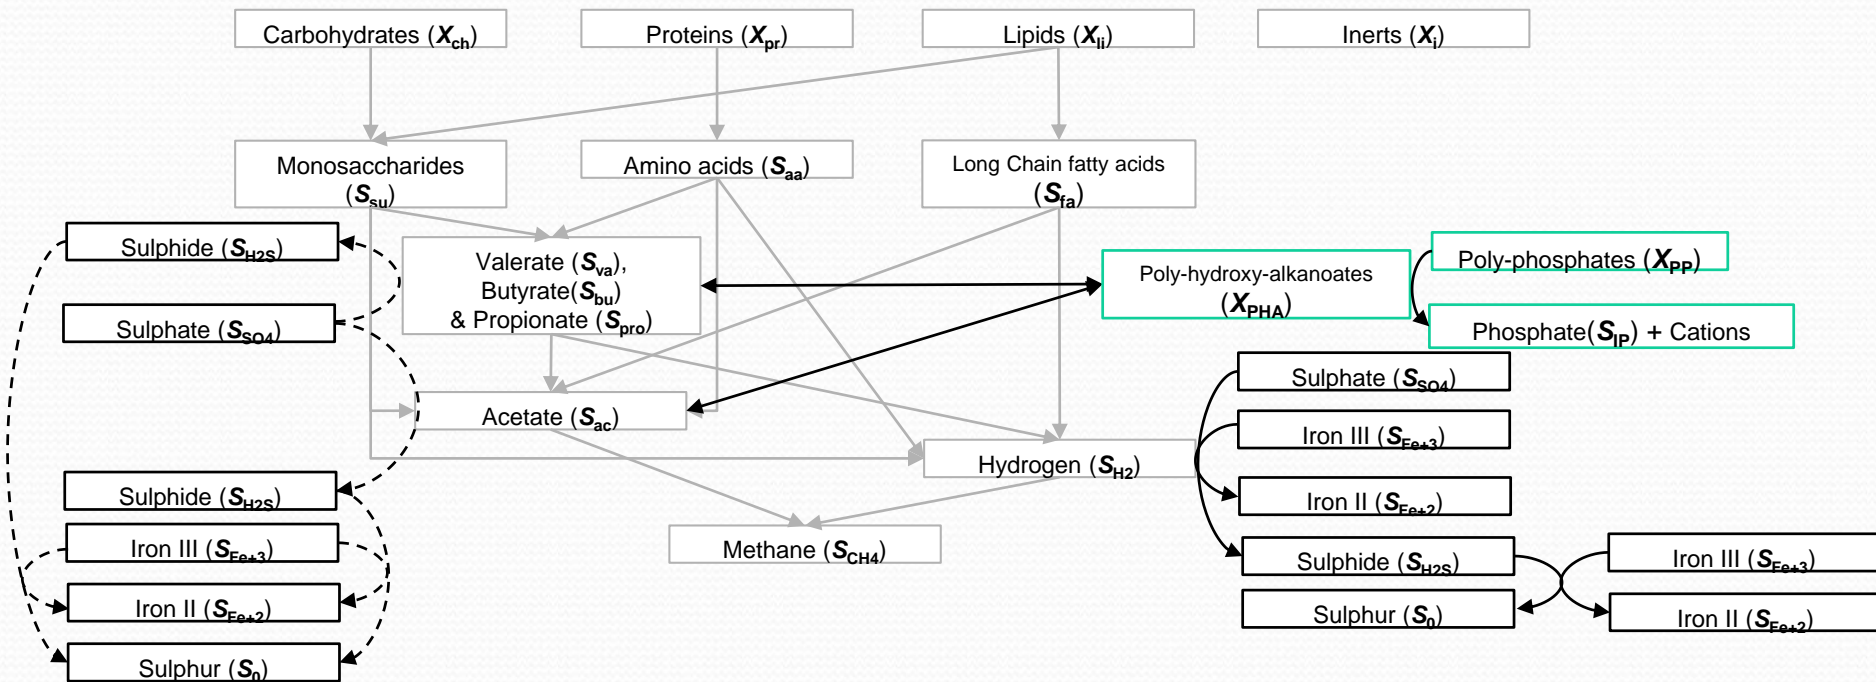 Carbohydrates (Xch)
Proteins (Xpr)
Lipids (Xli)
Inerts (Xi)
Monosaccharides
(Ssu)
Amino acids (Saa)
Long Chain fatty acids
(Sfa)
Sulphide (SH2S)
Sulphate (SSO4)
Valerate (Sva),
Butyrate(Sbu)
& Propionate (Spro)
Poly-hydroxy-alkanoates
(XPHA)
Poly-phosphates (XPP)
Phosphate(SIP) + Cations
Acetate (Sac)
Hydrogen (SH2)
Methane (SCH4)
Sulphide (SH2S)
Iron III (SFe+3)
Iron II (SFe+2)
Sulphur (S0)
Sulphate (SSO4)
Iron III (SFe+3)
Iron II (SFe+2)
Sulphide (SH2S)
Sulphur (S0)
Iron III (SFe+3)
Iron II (SFe+2)